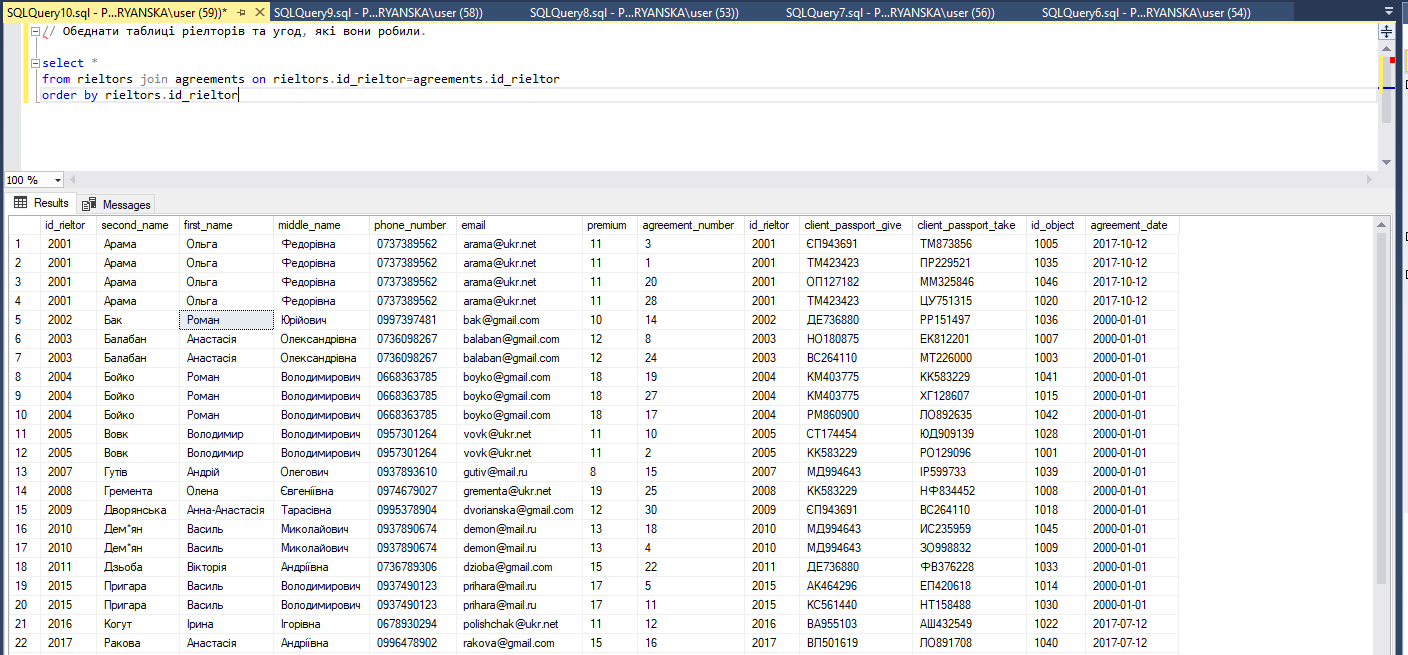 SQLQuery10.sql - P...RYANSKA\user (59))* SQLQuery9.sql - P...RYANSKA\user (58)) SQLQuery8.sql - P...RYANSKA\user (53)) SQLQuery7.sql - P...RYANSKA\user (56)) SQLQuery6.sql - P...RYANSKA\user (54))
// Обєднати таблиці ріелторів та угод, які вони робили.
select *
from rieltors join agreements on rieltors.id_rieltor=agreements.id_rieltor
order by rieltors.id_rieltor
100 %
Results Messages
id_rieltor second_name first_name middle_name phone_number email premium agreement_number id_rieltor client_passport_give client_passport_take id_object agreement_date
1 2001 Арама Ольга Федорівна 0737389562 arama@ukr.net 11 3 2001 ЄП943691 ТМ873856 1005 2017-10-12
2 2001 Арама Ольга Федорівна 0737389562 arama@ukr.net 11 1 2001 ТМ423423 ПР229521 1035 2017-10-12
3 2001 Арама Ольга Федорівна 0737389562 arama@ukr.net 11 20 2001 ОП127182 ММ325846 1046 2017-10-12
4 2001 Арама Ольга Федорівна 0737389562 arama@ukr.net 11 28 2001 ТМ423423 ЦУ751315 1020 2017-10-12
5 2002 Бак Роман Юрійович 0997397481 bak@gmail.com 10 14 2002 ДЕ736880 РР151497 1036 2000-01-01
6 2003 Балабан Анастасія Олександрівна 0736098267 balaban@gmail.com 12 8 2003 НО180875 ЕК812201 1007 2000-01-01
7 2003 Балабан Анастасія Олександрівна 0736098267 balaban@gmail.com 12 24 2003 ВС264110 МТ226000 1003 2000-01-01
8 2004 Бойко Роман Володимирович 0668363785 boyko@gmail.com 18 19 2004 КМ403775 КК583229 1041 2000-01-01
9 2004 Бойко Роман Володимирович 0668363785 boyko@gmail.com 18 27 2004 КМ403775 ХГ128607 1015 2000-01-01
10 2004 Бойко Роман Володимирович 0668363785 boyko@gmail.com 18 17 2004 РМ860900 ЛО892635 1042 2000-01-01
11 2005 Вовк Володимир Володимирович 0957301264 vovk@ukr.net 11 10 2005 СТ174454 ЮД909139 1028 2000-01-01
12 2005 Вовк Володимир Володимирович 0957301264 vovk@ukr.net 11 2 2005 КК583229 РО129096 1001 2000-01-01
13 2007 Гутів Андрій Олегович 0937893610 gutiv@mail.ru 8 15 2007 МД994643 ІР599733 1039 2000-01-01
14 2008 Гремента Олена Євгеніївна 0974679027 grementa@ukr.net 19 25 2008 КК583229 НФ834452 1008 2000-01-01
15 2009 Дворянська Анна-Анастасія Тарасівна 0995378904 dvorianska@gmail.com 12 30 2009 ЄП943691 ВС264110 1018 2000-01-01
16 2010 Дем*ян Василь Миколайович 0937890674 demon@mail.ru 13 18 2010 МД994643 ИС235959 1045 2000-01-01
17 2010 Дем*ян Василь Миколайович 0937890674 demon@mail.ru 13 4 2010 МД994643 ЗО998832 1009 2000-01-01
18 2011 Дзьоба Вікторія Андріївна 0736789306 dzioba@gmail.com 15 22 2011 ДЕ736880 ФВ376228 1033 2000-01-01
19 2015 Пригара Василь Володимирович 0937490123 prihara@mail.ru 17 5 2015 АК464296 ЕП420618 1014 2000-01-01
20 2015 Пригара Василь Володимирович 0937490123 prihara@mail.ru 17 11 2015 КС561440 НТ158488 1030 2000-01-01
21 2016 Когут Ірина Ігорівна 0678930294 polishchak@ukr.net 11 12 2016 ВА955103 АШ432549 1022 2017-07-12
22 2017 Ракова Анастасія Андріївна 0996478902 rakova@gmail.com 15 16 2017 ВП501619 ЛО891708 1040 2017-07-12